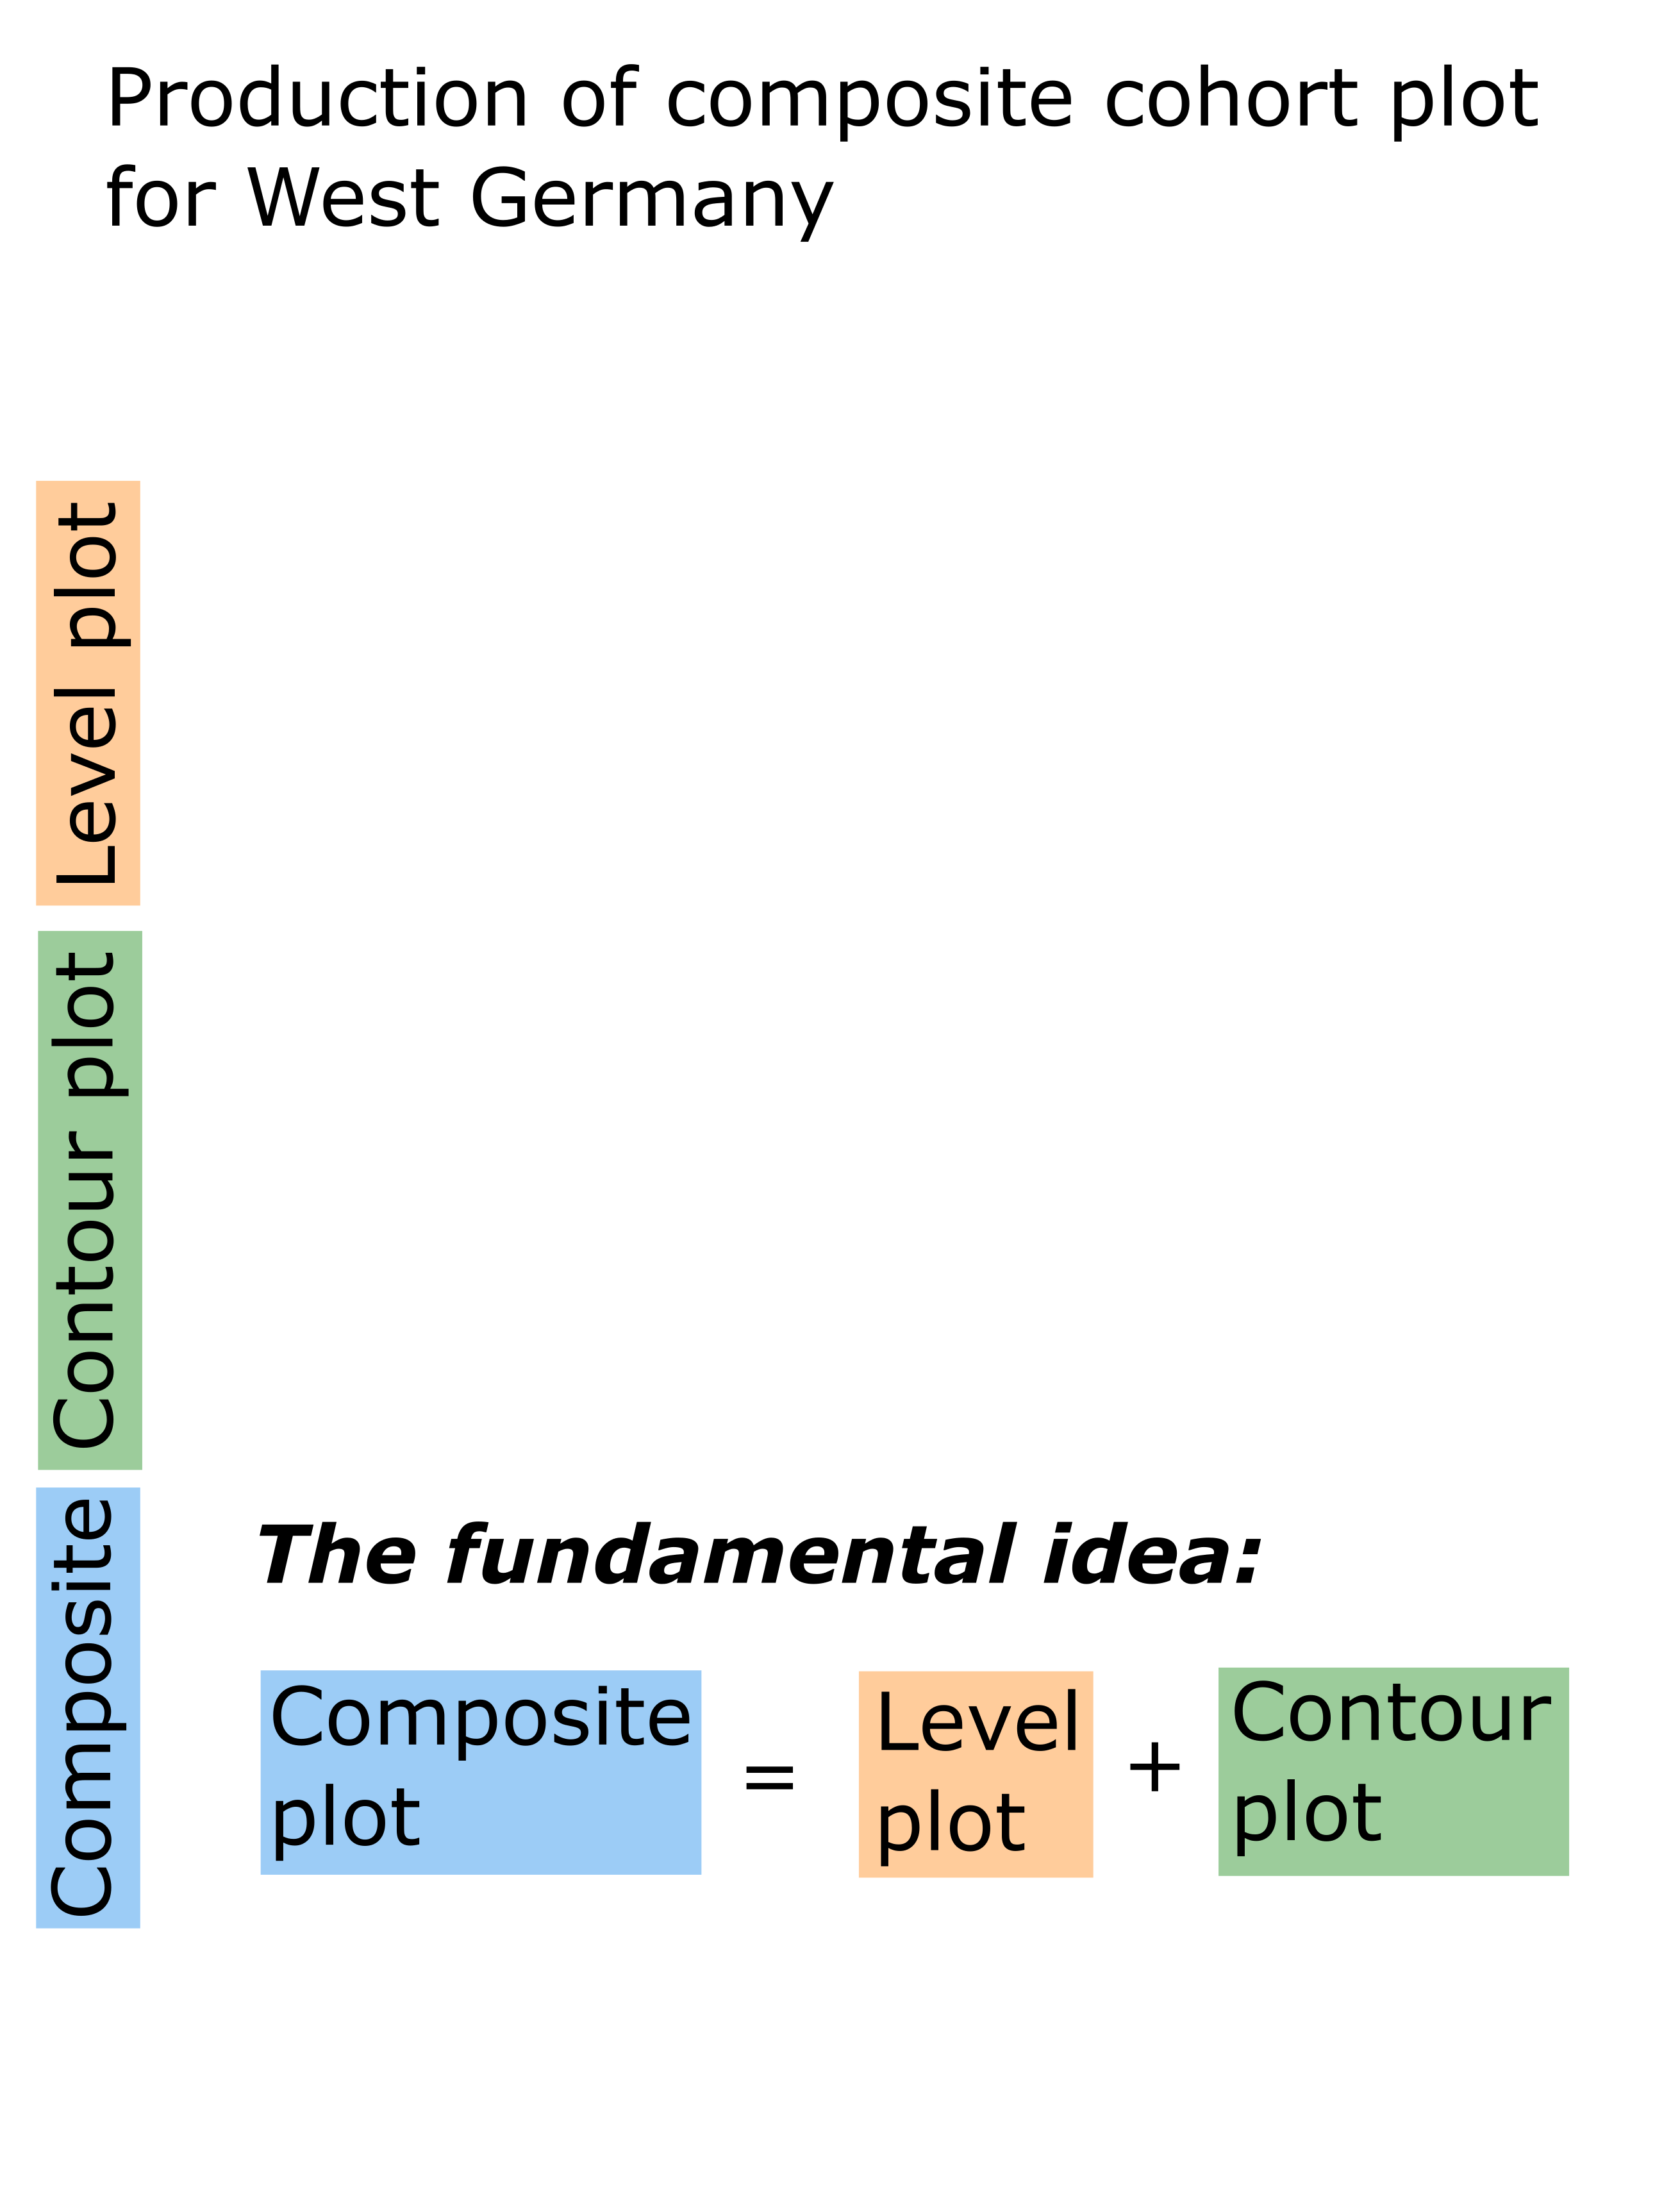 Production of composite cohort plot
for West Germany
Level plot
Contour plot
Composite
The fundamental idea:
Composite
plot
=
Level
plot
+
Contour
plot